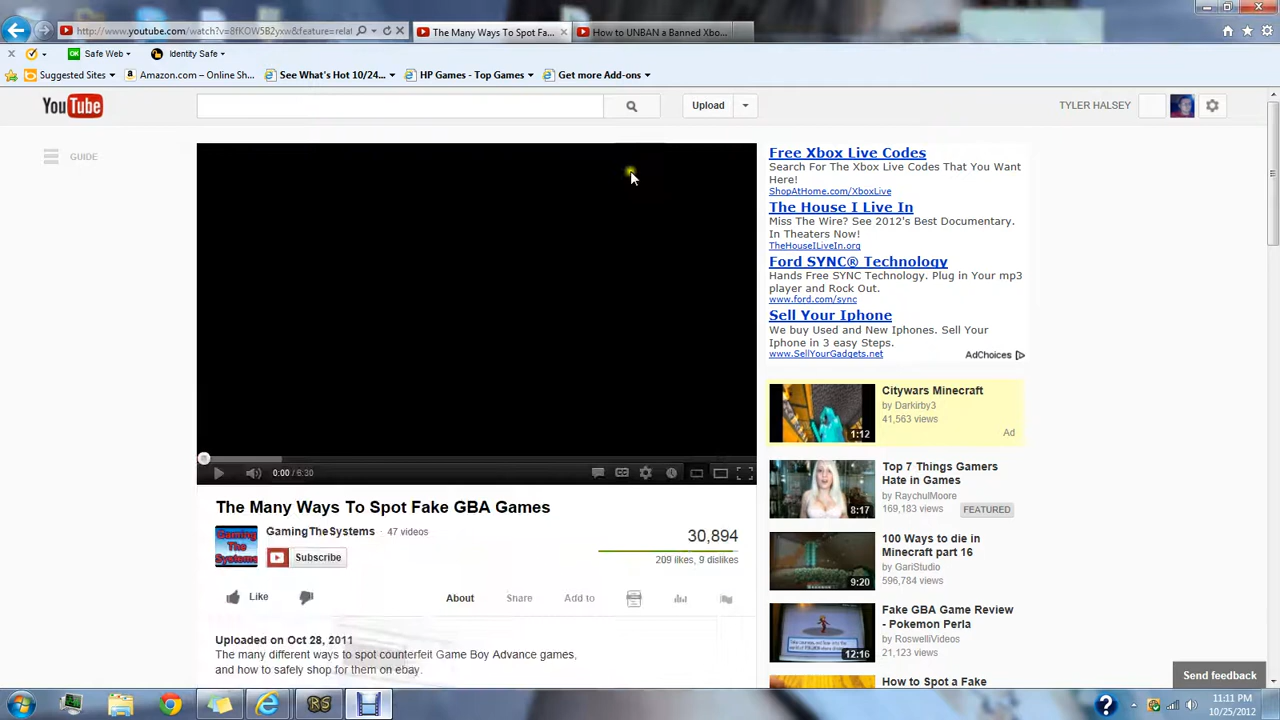 http://www.youtube.com/watch?v=8fKOW5B2yxw&feature=relat
The Many Ways To Spot Fa...
How to UNBAN a Banned Xbo...
Safe Web
Identity Safe
Suggested Sites
Amazon.com – Online Sh...
See What's Hot 10/24...
HP Games - Top Games
Get more Add-ons
YouTube
Upload
TYLER HALSEY
GUIDE
Free Xbox Live Codes
Search For The Xbox Live Codes That You Want
Here!
ShopAtHome.com/XboxLive
The House I Live In
Miss The Wire? See 2012's Best Documentary.
In Theaters Now!
TheHouseILiveIn.org
Ford SYNC® Technology
Hands Free SYNC Technology. Plug in Your mp3
player and Rock Out.
www.ford.com/sync
Sell Your Iphone
We buy Used and New Iphones. Sell Your
Iphone in 3 easy Steps.
www.SellYourGadgets.net
AdChoices
Citywars Minecraft
by Darkirby3
41,563 views
Ad
1:12
Top 7 Things Gamers
Hate in Games
by RaychulMoore
169,183 views
FEATURED
8:17
0:00 / 6:30
The Many Ways To Spot Fake GBA Games
GamingTheSystems · 47 videos
Gaming
The
Systems
Subscribe
30,894
209 likes, 9 dislikes
100 Ways to die in
Minecraft part 16
by GariStudio
596,784 views
9:20
Like
About
Share
Add to
Fake GBA Game Review
- Pokemon Perla
by RoswelliVideos
21,123 views
12:16
Uploaded on Oct 28, 2011
The many different ways to spot counterfeit Game Boy Advance games,
and how to safely shop for them on ebay.
How to Spot a Fake
Send feedback
11:11 PM
10/25/2012